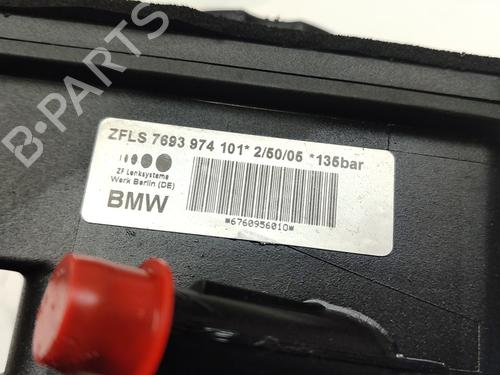 ZFLS 7693 974 101* 2/50/05 *135bar
ZF Lenksysteme
Werk Berlin (DE)
BMW
*6760956010*
B-PARTS